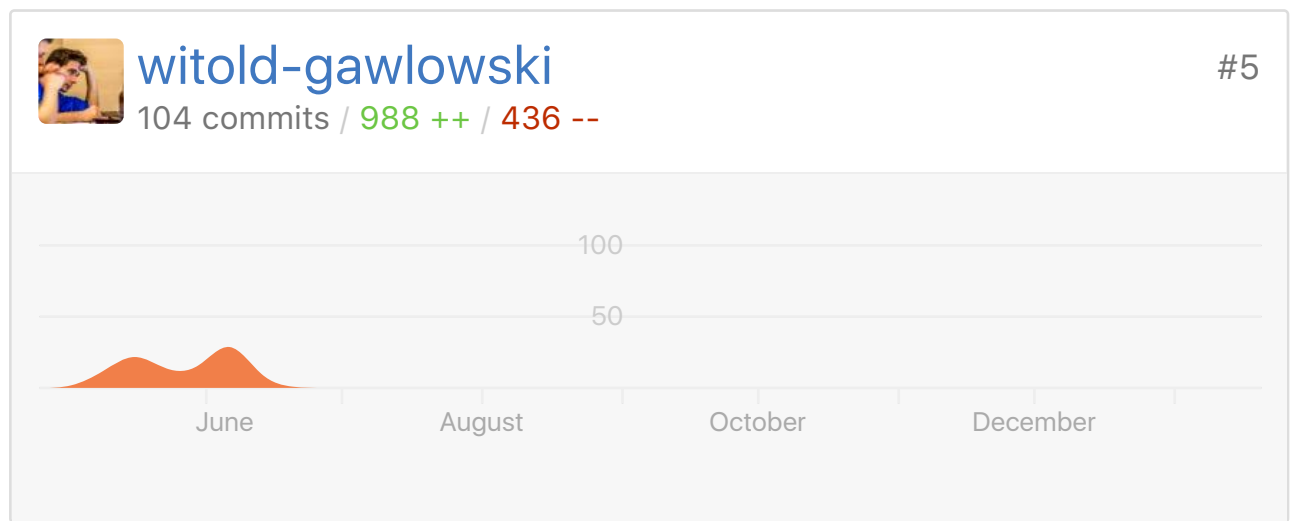 witold-gawlowski
#5
104 commits / 988 ++ / 436 --
100
50
June August October December